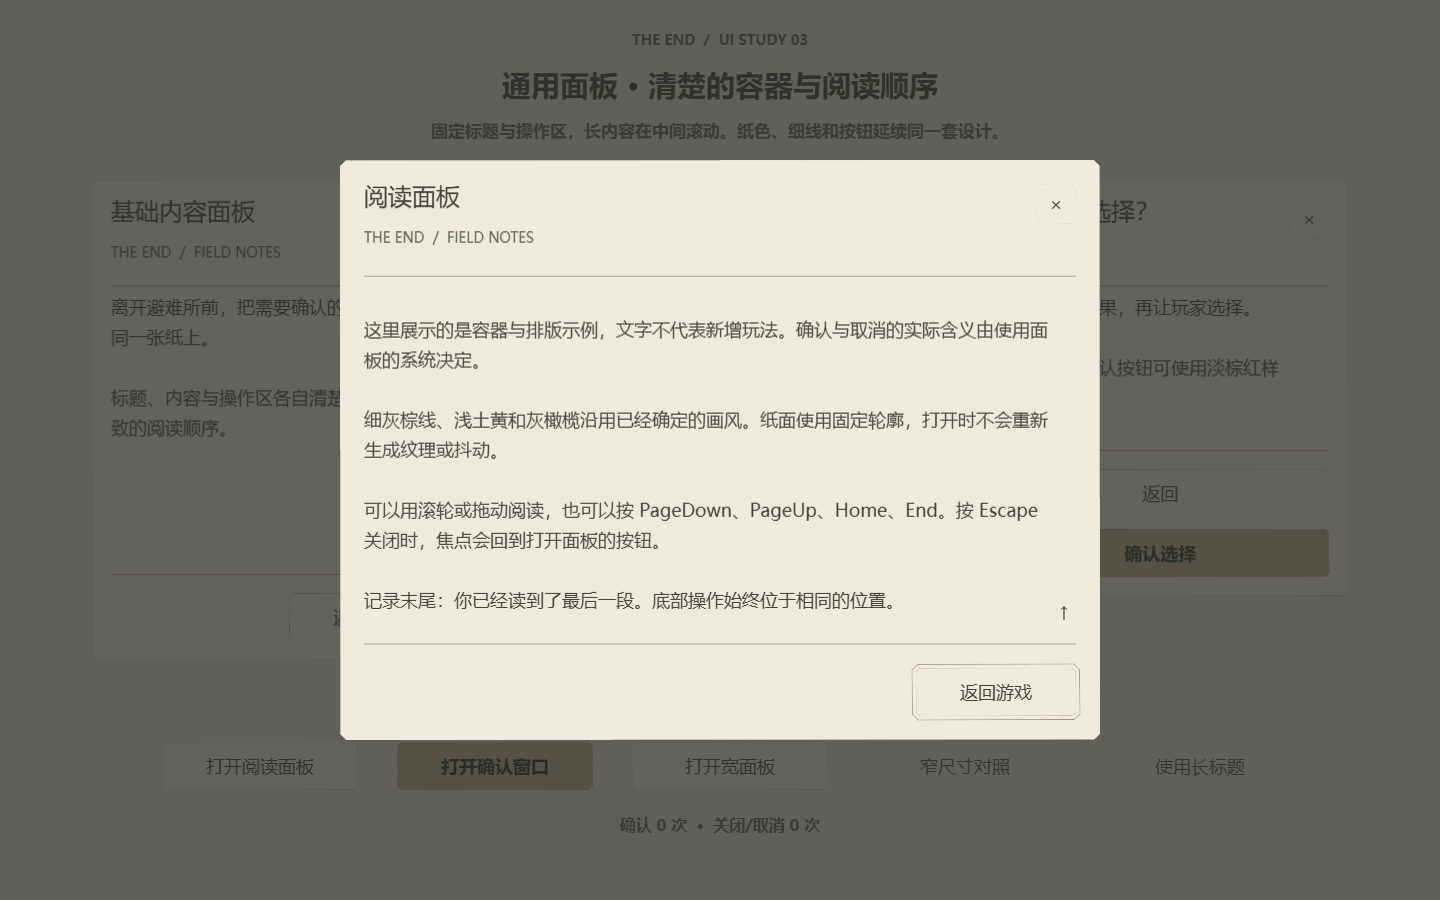 THE END / UI STUDY 03
通用面板 • 清楚的容器与阅读顺序
固定标题与操作区，长内容在中间滚动。纸色、细线和按钮延续同一套设计。
基础内容面板
THE END / FIELD NOTES
离开避难所前，把需要确认的
同一张纸上。
标题、内容与操作区各自清楚
致的阅读顺序。
阅读面板
×
THE END / FIELD NOTES
这里展示的是容器与排版示例，文字不代表新增玩法。确认与取消的实际含义由使用面
板的系统决定。
细灰棕线、浅土黄和灰橄榄沿用已经确定的画风。纸面使用固定轮廓，打开时不会重新
生成纹理或抖动。
可以用滚轮或拖动阅读，也可以按 PageDown、PageUp、Home、End。按 Escape
关闭时，焦点会回到打开面板的按钮。
记录末尾：你已经读到了最后一段。底部操作始终位于相同的位置。
↑
返回游戏
选择？
×
果，再让玩家选择。
认按钮可使用淡棕红样
返回
确认选择
打开阅读面板
打开确认窗口
打开宽面板
窄尺寸对照
使用长标题
确认 0 次 • 关闭/取消 0 次